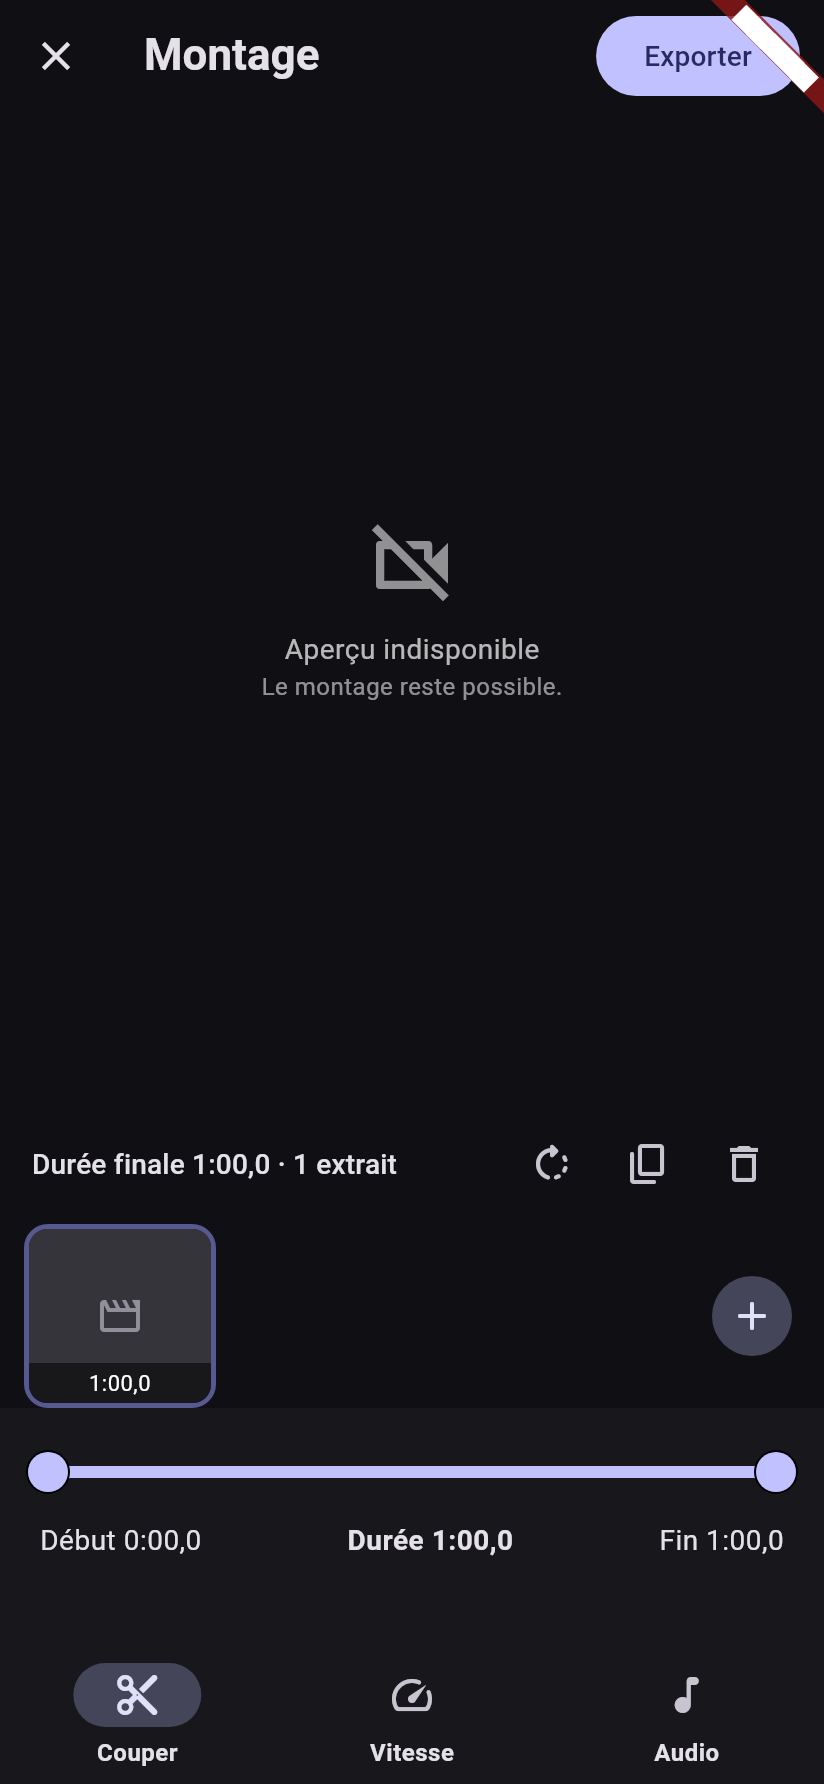 Montage
Exporter
Aperçu indisponible
Le montage reste possible.
Durée finale 1:00,0 · 1 extrait
1:00,0
Début 0:00,0
Durée 1:00,0
Fin 1:00,0
Couper
Vitesse
Audio